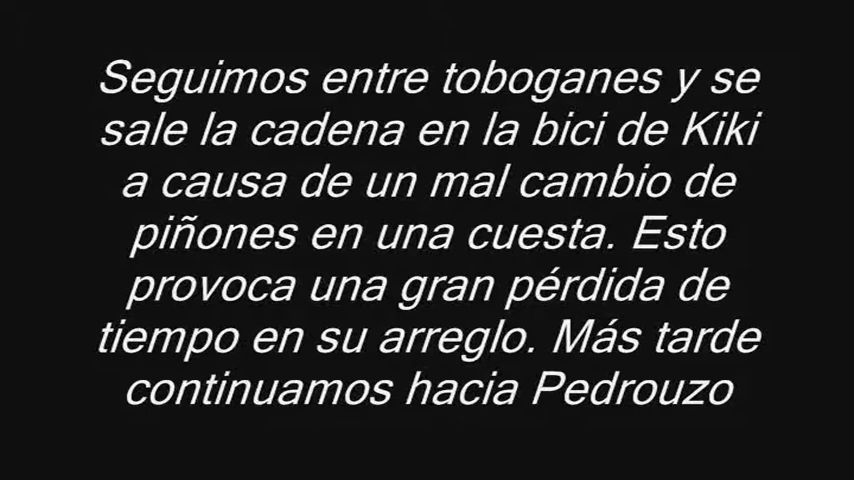 Seguimos entre toboganes y se
sale la cadena en la bici de Kiki
a causa de un mal cambio de
piñones en una cuesta. Esto
provoca una gran pérdida de
tiempo en su arreglo. Más tarde
continuamos hacia Pedrouzo